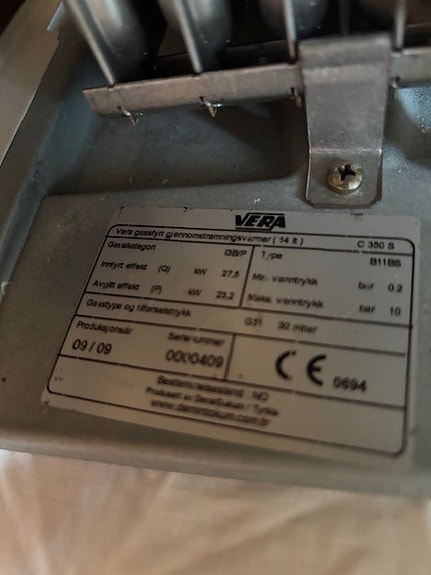 VERA
Vera gassfyrt gjennomstrømningsvarmer ( 14 lt ) C 350 S
Gasskategori I3B/P Type B11BS
Innfyrt effekt (Q) kW 27,5 Min. vanntrykk bar 0.2
Avgitt effekt (P) kW 23,2 Maks. vanntrykk bar 10
Gasstype og tilførselstrykk G31 30 mbar
Produksjonsår Serienummer
09 / 09 0000409 CE 0694
Bestemmelsesland : NO
Produsert av Demirdöküm / Tyrkia
www.demirdokum.com.tr